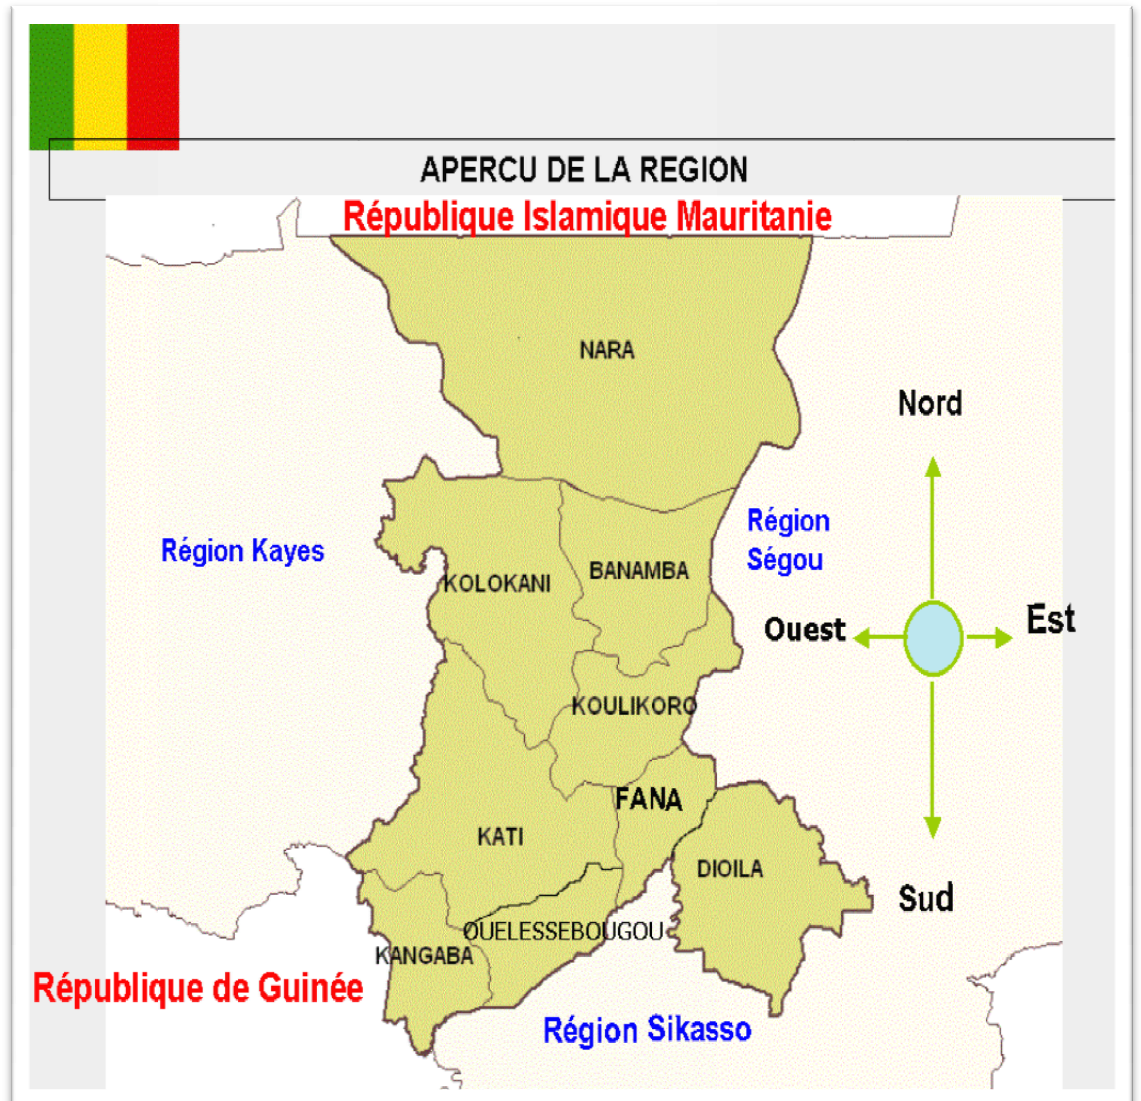 APERCU DE LA REGION
République Islamique Mauritanie
NARA
Nord
Région
Ségou
Région Kayes
KOLOKANI
BANAMBA
Ouest
Est
KOULIKORO
FANA
KATI
DIOILA
Sud
OUELESSEBOUGOU
KANGABA
République de Guinée
Région Sikasso